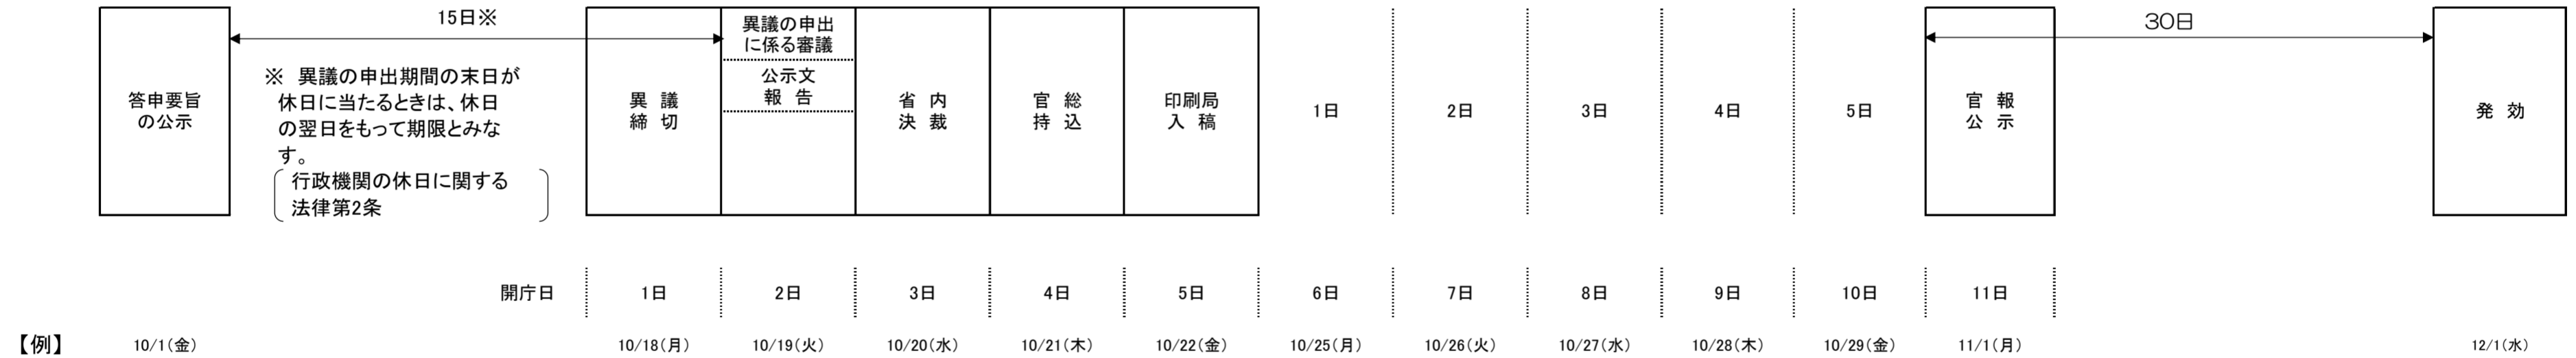 15日※
30日
答申要旨
の公示
※ 異議の申出期間の末日が
休日に当たるときは、休日
の翌日をもって期限とみな
す。
行政機関の休日に関する
法律第2条
異 議
締 切
異議の申出
に係る審議
公示文
報 告
省 内
決 裁
官 総
持 込
印刷局
入 稿
1日
2日
3日
4日
5日
官 報
公 示
発 効
開庁日 1日 2日 3日 4日 5日 6日 7日 8日 9日 10日 11日
【例】 10/1(金) 10/18(月) 10/19(火) 10/20(水) 10/21(木) 10/22(金) 10/25(月) 10/26(火) 10/27(水) 10/28(木) 10/29(金) 11/1(月) 12/1(水)